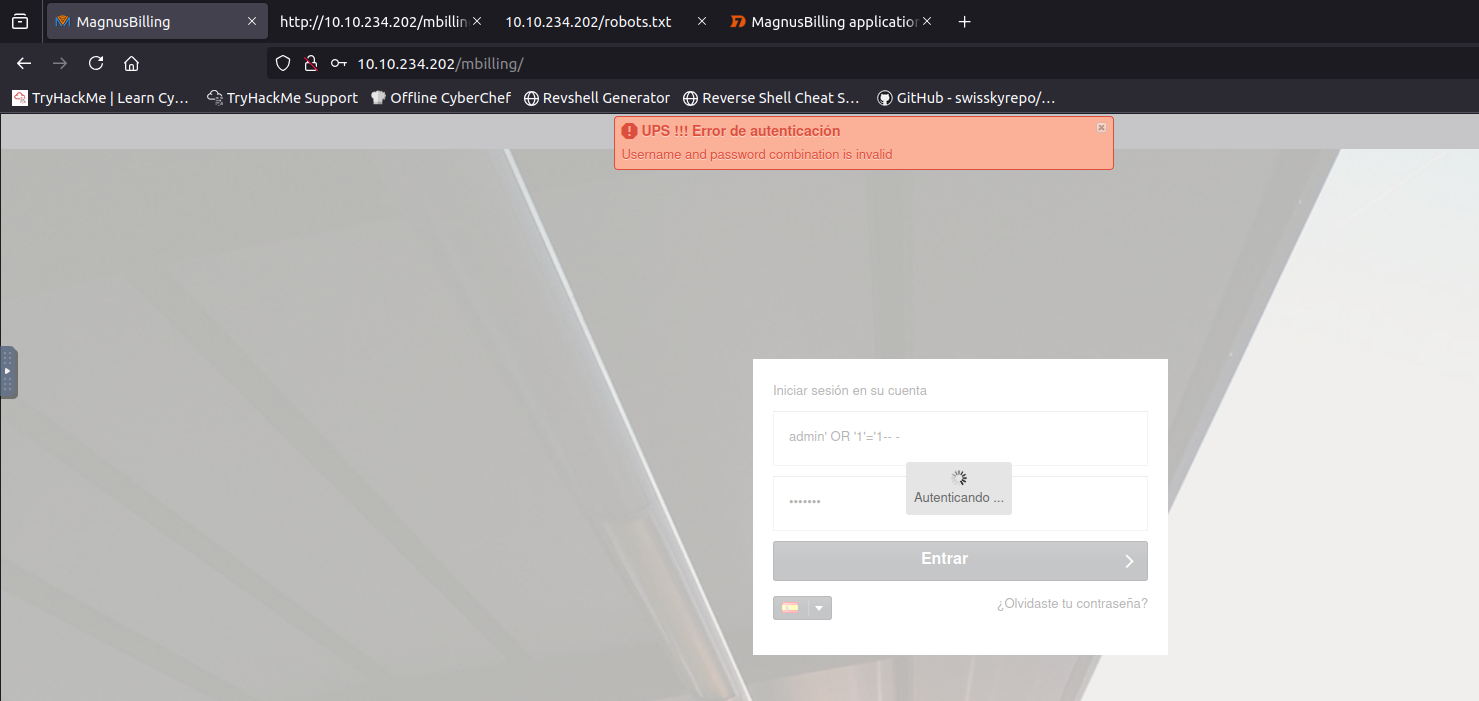 MagnusBilling
http://10.10.234.202/mbillin
10.10.234.202/robots.txt
MagnusBilling application
10.10.234.202/mbilling/
TryHackMe | Learn Cy…
TryHackMe Support
Offline CyberChef
Revshell Generator
Reverse Shell Cheat S…
GitHub - swisskyrepo/…
UPS !!! Error de autenticación
Username and password combination is invalid
Iniciar sesión en su cuenta
admin' OR '1'='1-- -
•••••••
Autenticando ...
Entrar
¿Olvidaste tu contraseña?